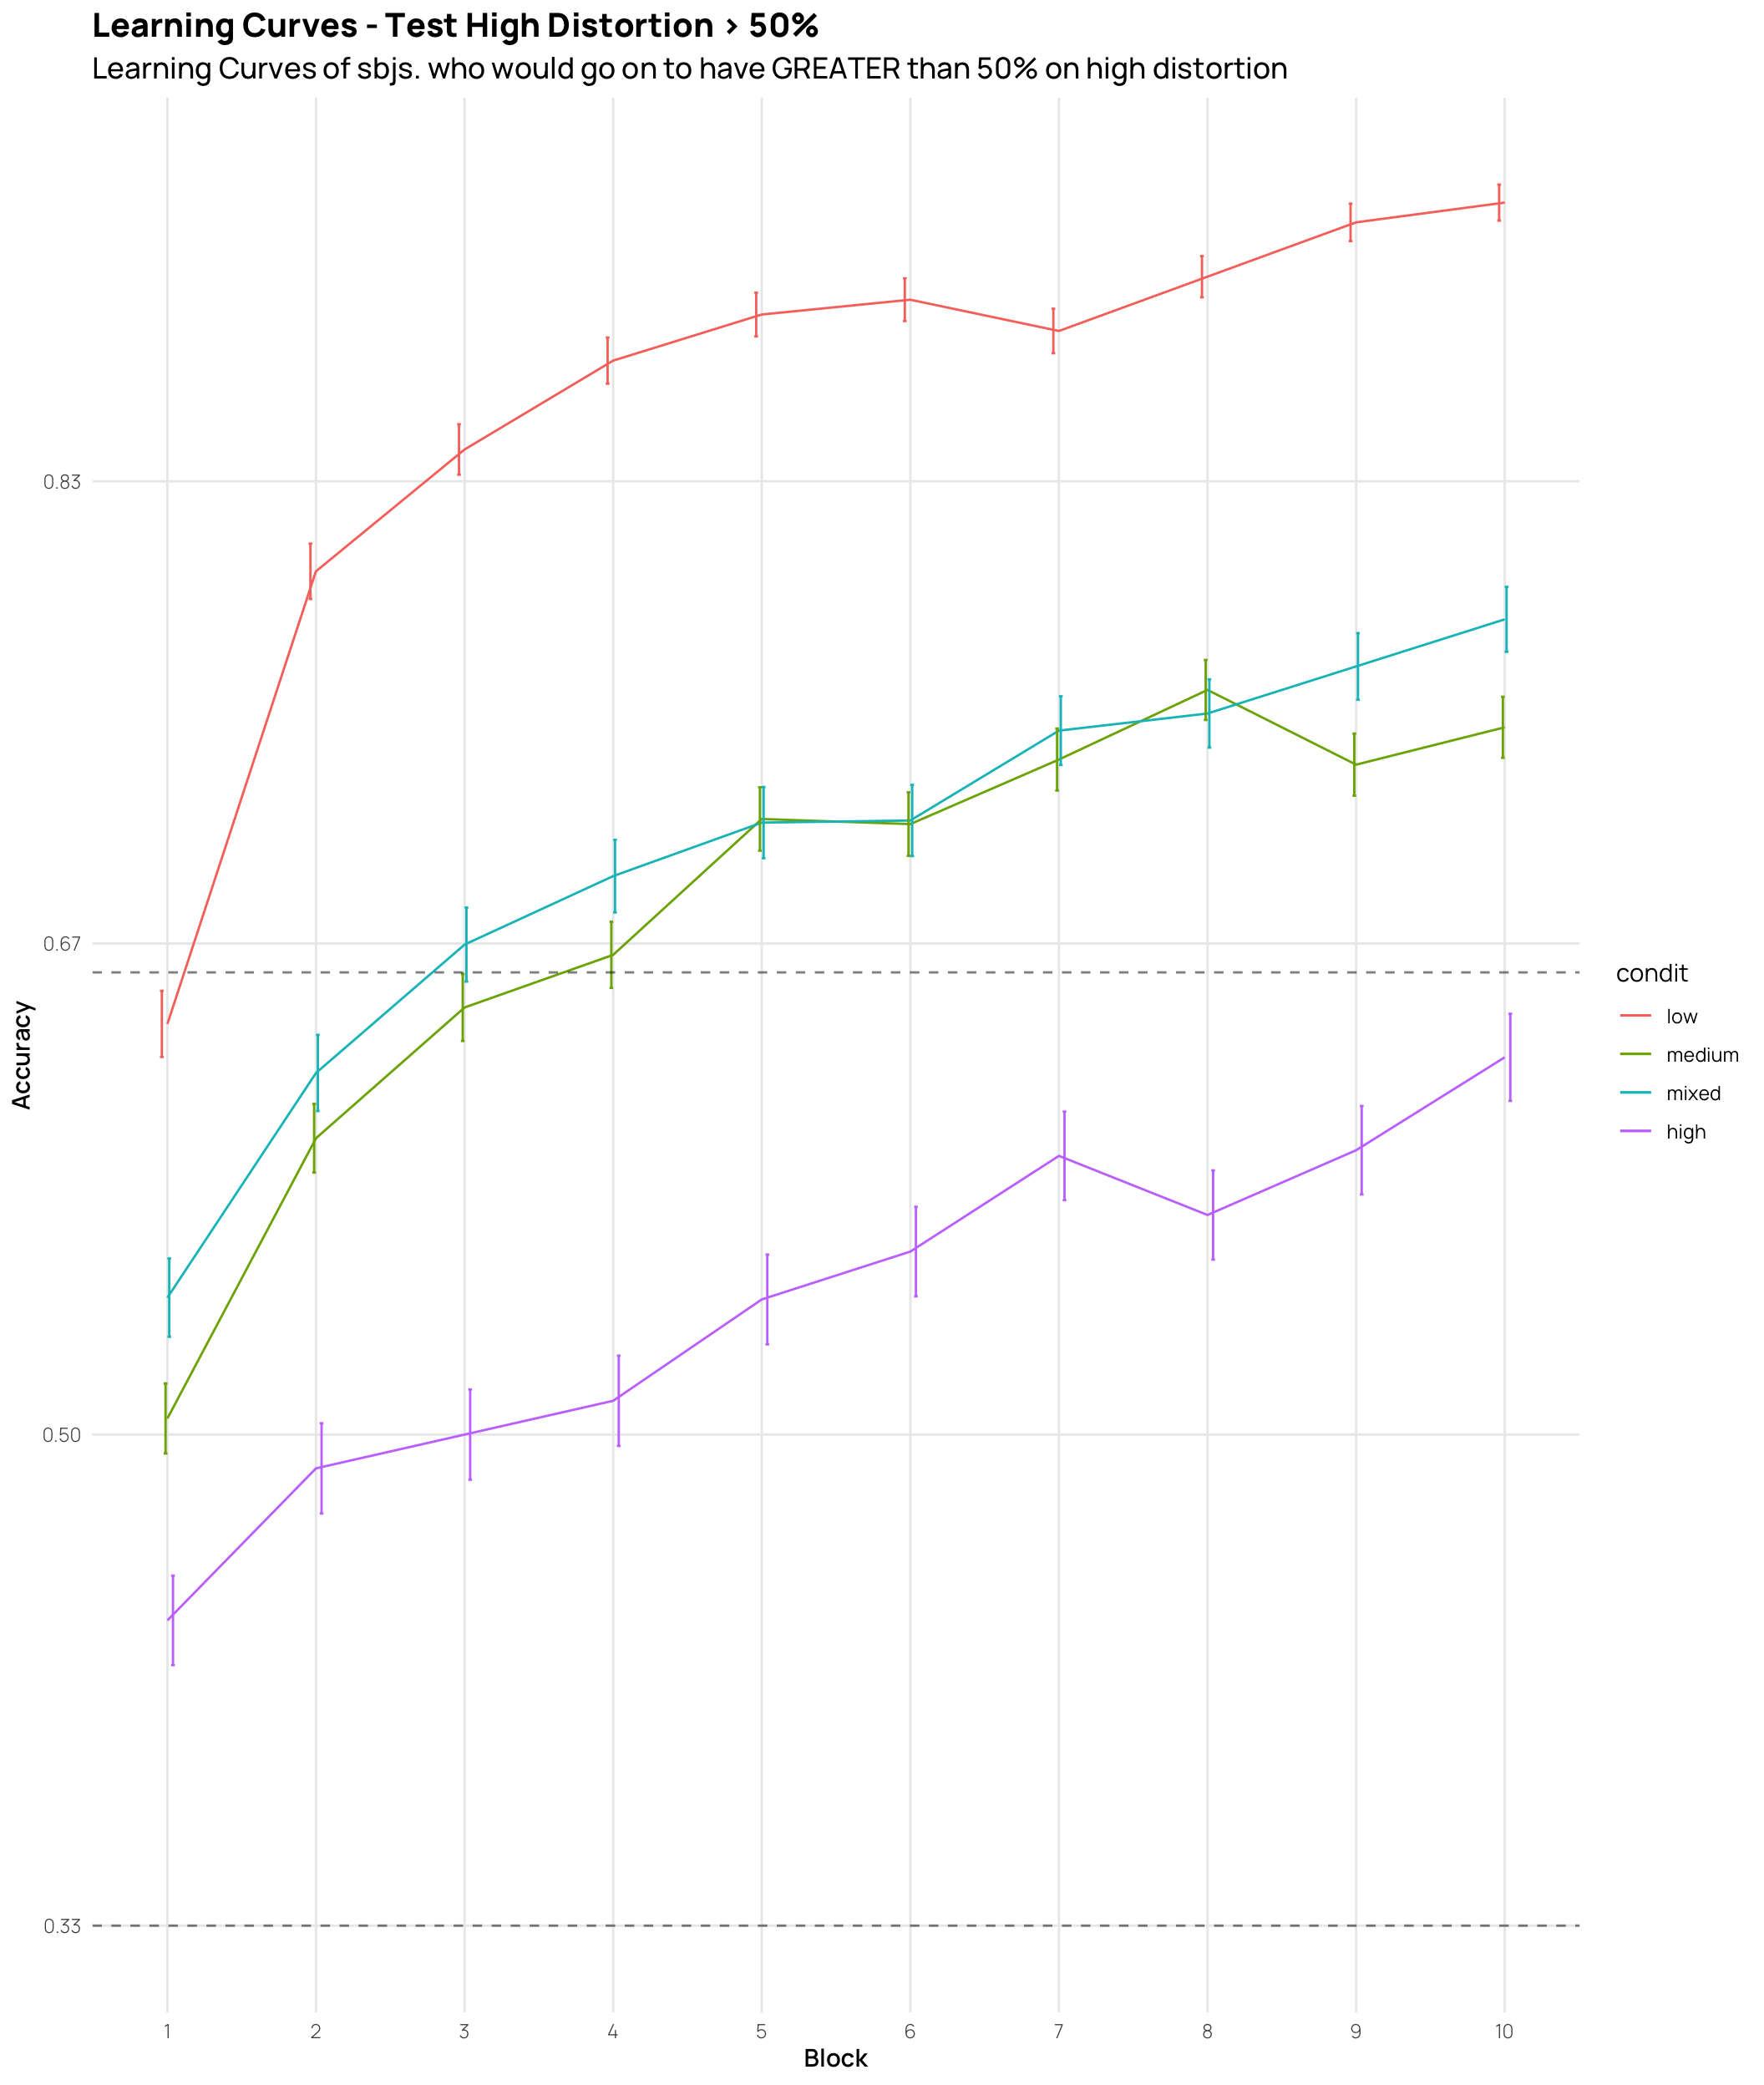 Learning Curves - Test High Distortion > 50%
Learning Curves of sbjs. who would go on to have GREATER than 50% on high distortion
Accuracy
0.83
0.67
0.50
0.33
1 2 3 4 5 6 7 8 9 10
Block
condit
low
medium
mixed
high